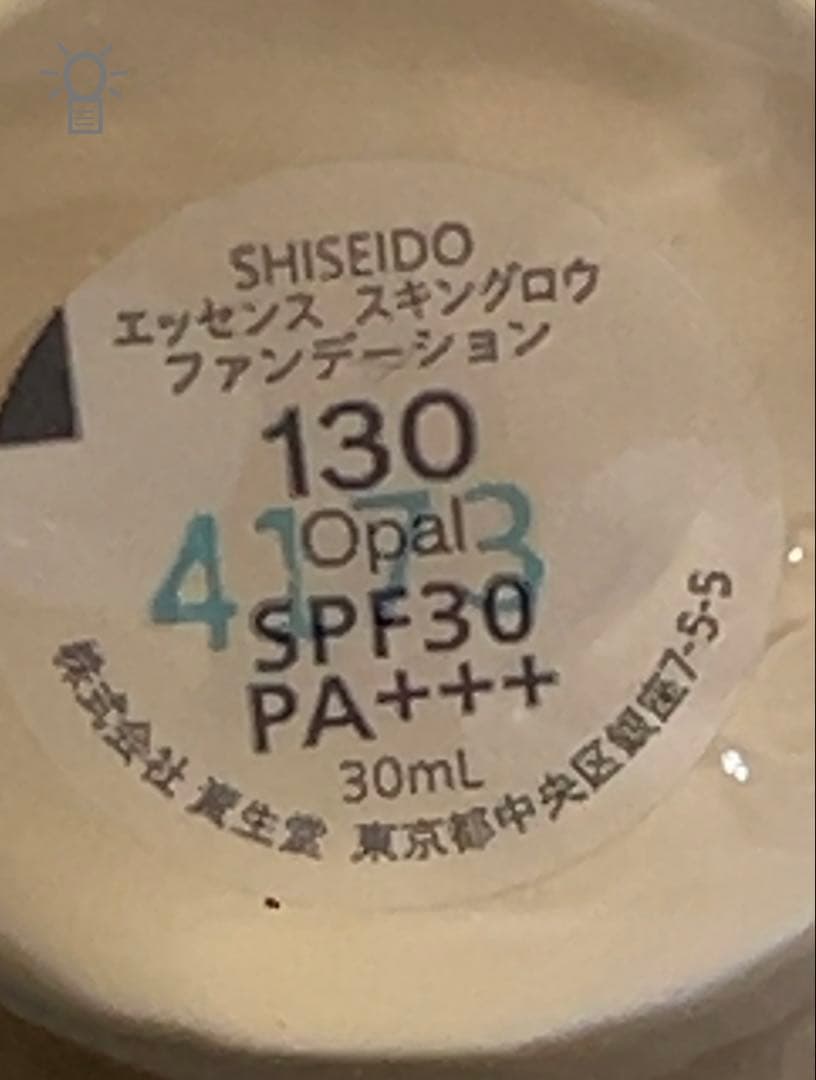 SHISEIDO
エッセンス スキングロウ
ファンデーション
130
Opal
4173
SPF30
PA+++
30mL
株式会社 資生堂 東京都中央区銀座7-5-5